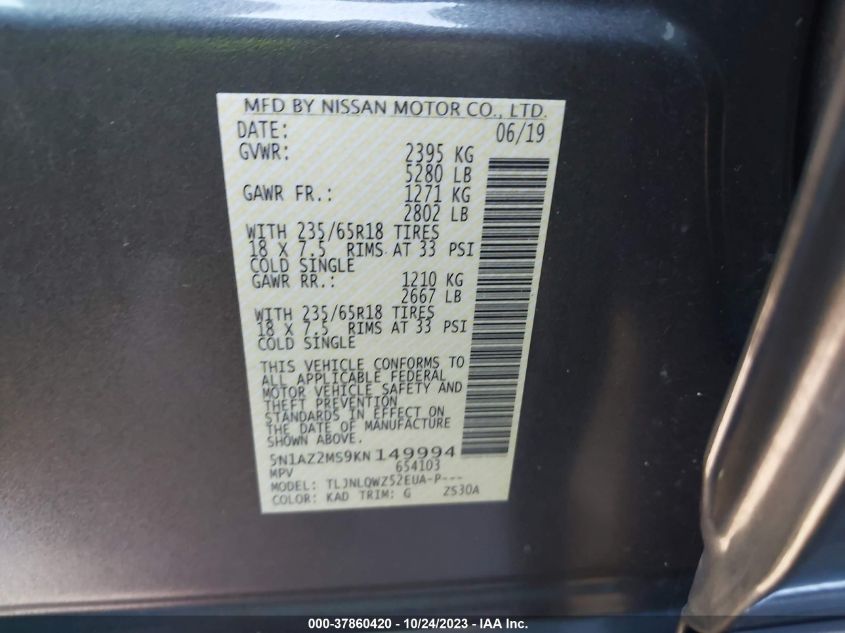 MFD BY NISSAN MOTOR CO., LTD.
DATE: 06/19
GVWR: 2395 KG
5280 LB
GAWR FR.: 1271 KG
2802 LB
WITH 235/65R18 TIRES
18 X 7.5 RIMS AT 33 PSI
COLD SINGLE
GAWR RR.: 1210 KG
2667 LB
WITH 235/65R18 TIRES
18 X 7.5 RIMS AT 33 PSI
COLD SINGLE
THIS VEHICLE CONFORMS TO
ALL APPLICABLE FEDERAL
MOTOR VEHICLE SAFETY AND
THEFT PREVENTION
STANDARDS IN EFFECT ON
THE DATE OF MANUFACTURE
SHOWN ABOVE.
5N1AZ2MS9KN149994
MPV 654103
MODEL: TLJNLQWZ52EUA-P---
COLOR: KAD TRIM: G ZS30A
000-37860420 - 10/24/2023 - IAA Inc.